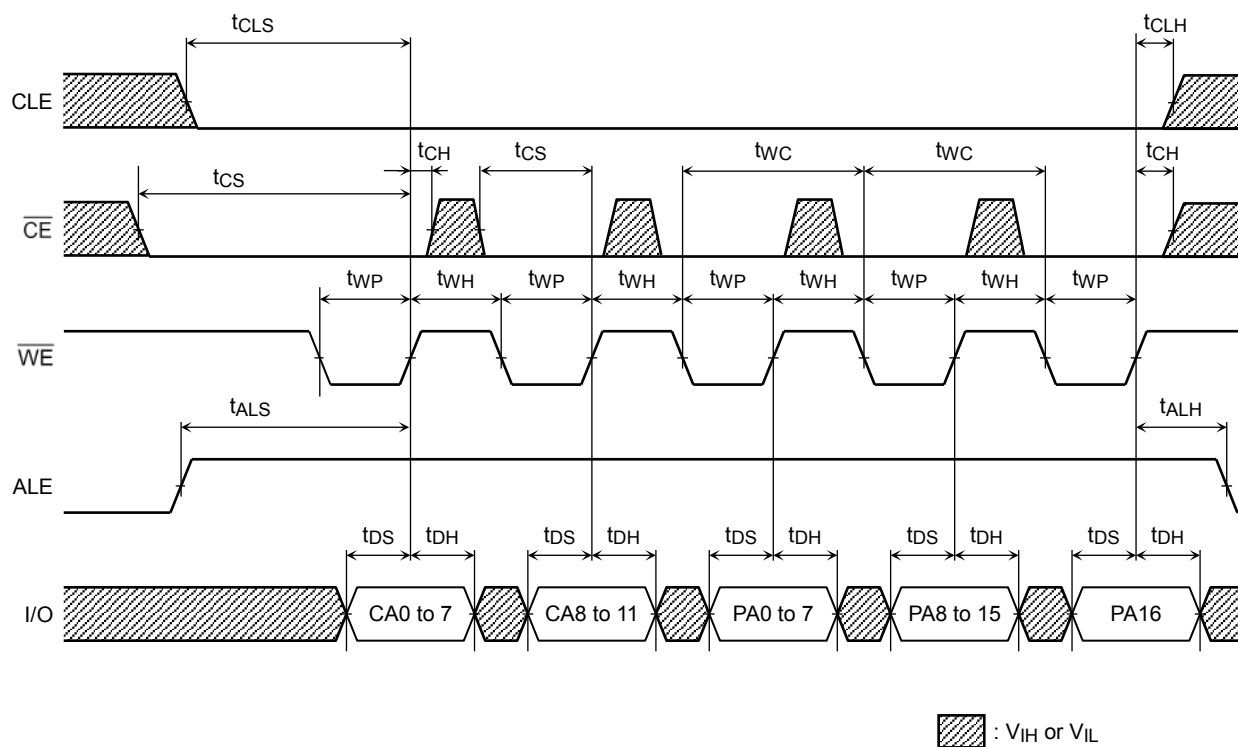 tCLS tCLH
CLE
tCS tCH tCS tWC tWC tCH
CE
tWP tWH tWP tWH tWP tWH tWP tWH tWP
WE
tALS tALH
ALE
tDS tDH tDS tDH tDS tDH tDS tDH tDS tDH
I/O CA0 to 7 CA8 to 11 PA0 to 7 PA8 to 15 PA16
: VIH or VIL